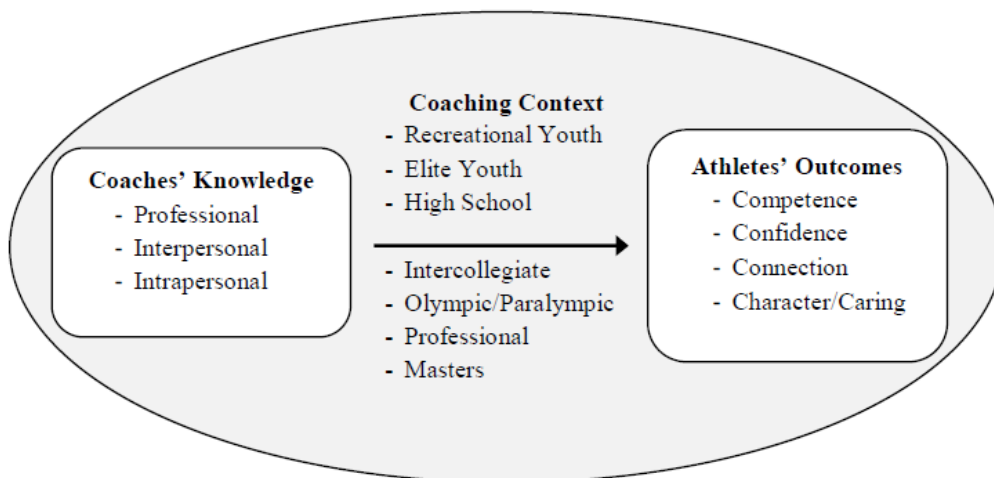 Coaching Context
- Recreational Youth
- Elite Youth
- High School
Coaches' Knowledge
- Professional
- Interpersonal
- Intrapersonal
- Intercollegiate
- Olympic/Paralympic
- Professional
- Masters
Athletes' Outcomes
- Competence
- Confidence
- Connection
- Character/Caring